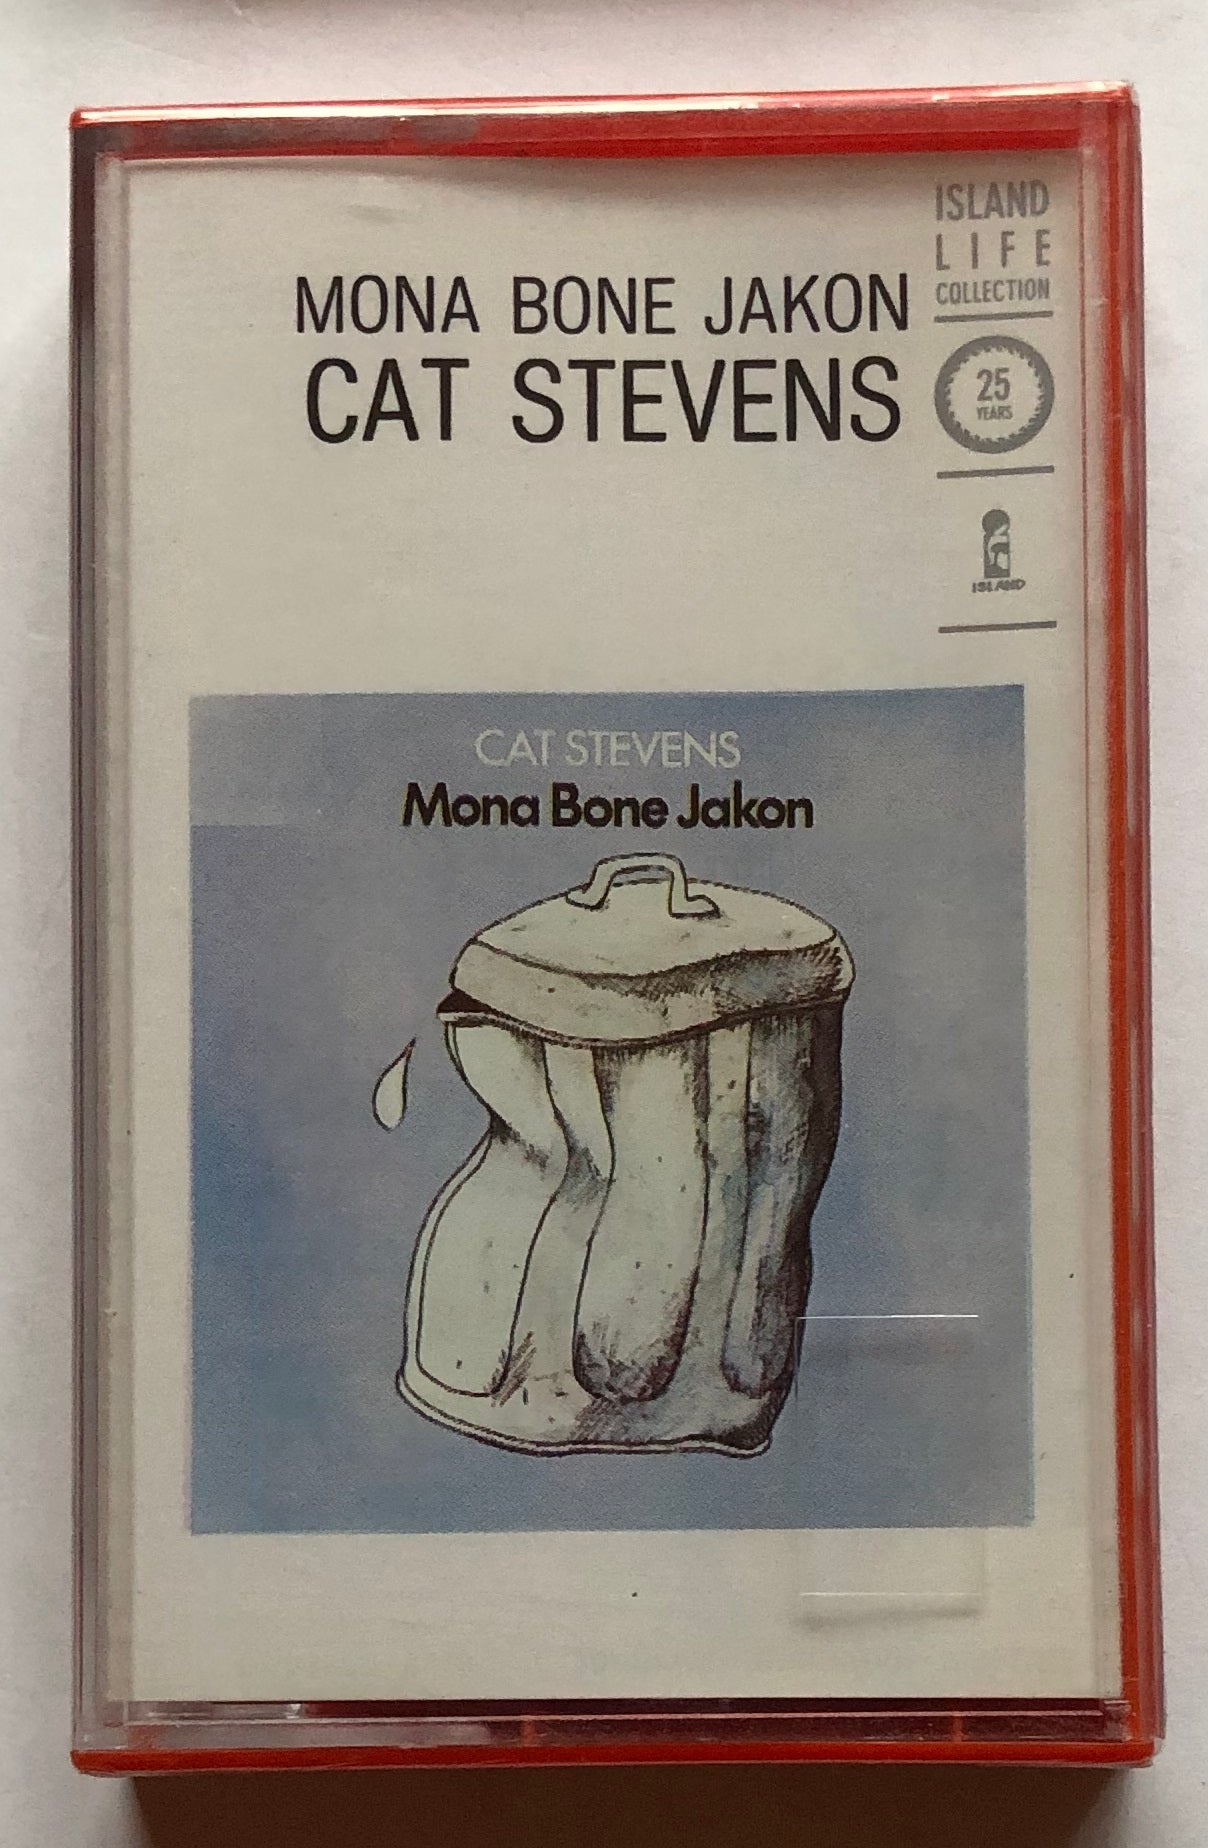 ISLAND
LIFE
COLLECTION
MONA BONE JAKON
CAT STEVENS
25
YEARS
ISLAND
CAT STEVENS
Mona Bone Jakon